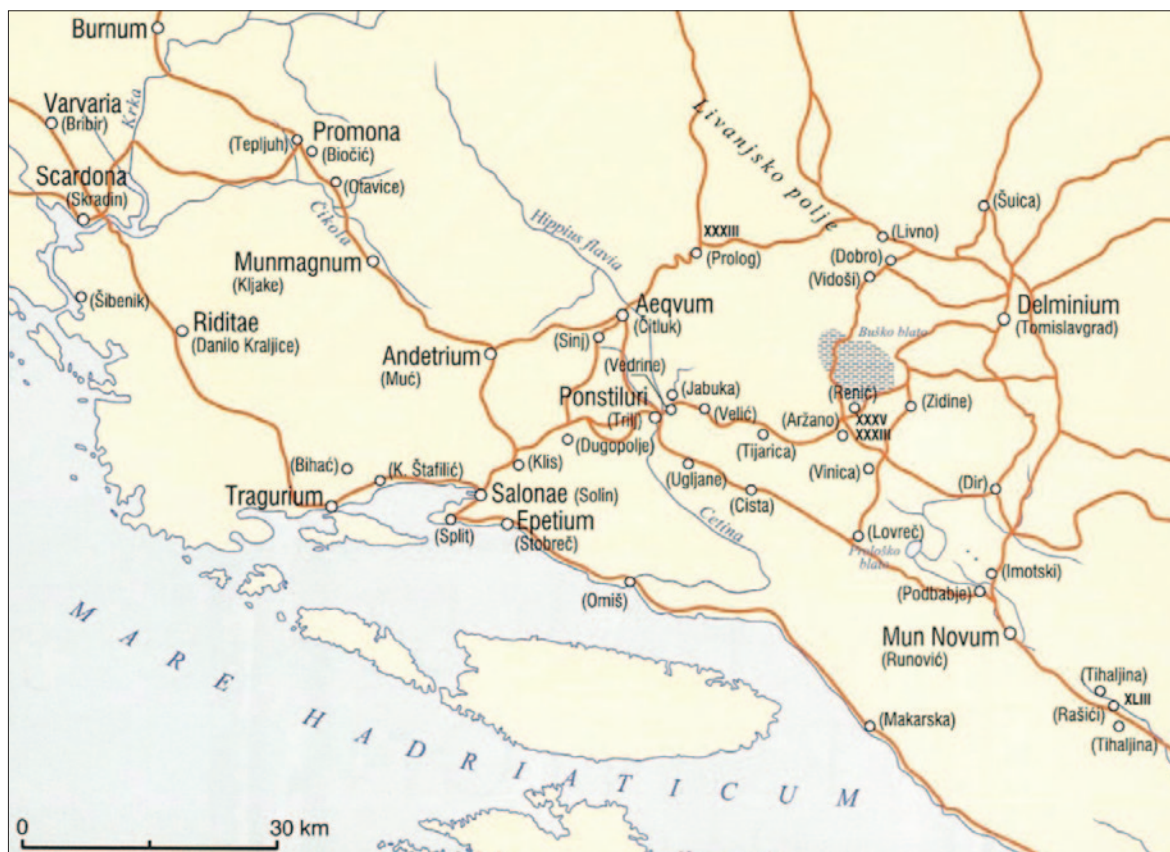 Burnum
Varvaria
(Bribir)
Krka
(Tepljuh)
Promona
(Biočić)
(Otavice)
Scardona
(Skradin)
Čikola
Munmagnum
(Kljake)
(Šibenik)
Riditae
(Danilo Kraljice)
Andetrium
(Muć)
Hippius flavia
Livanjsko polje
XXXIII
(Prolog)
(Livno)
(Dobro)
(Vidoši)
(Šuica)
Delminium
(Tomislavgrad)
Aeqvum
(Čitluk)
(Sinj)
(Vedrine)
Buško blato
Ponstiluri
(Trilj)
(Jabuka)
(Velić)
(Tijarica)
(Aržano)
(Renić)
XXXV
XXXIII
(Zidine)
(Vinica)
(Dugopolje)
(Klis)
(Ugljane)
(Cista)
(Dir)
(Bihać)
(K. Štafilić)
Tragurium
Salonae (Solin)
(Split)
Epetium
(Stobreč)
Cetina
(Lovreč)
Prološko
blato
(Imotski)
(Podbabje)
(Omiš)
Mun Novum
(Runović)
(Tihaljina)
XLIII
(Rašići)
(Tihaljina)
(Makarska)
MARE HADRIATICUM
0 30 km